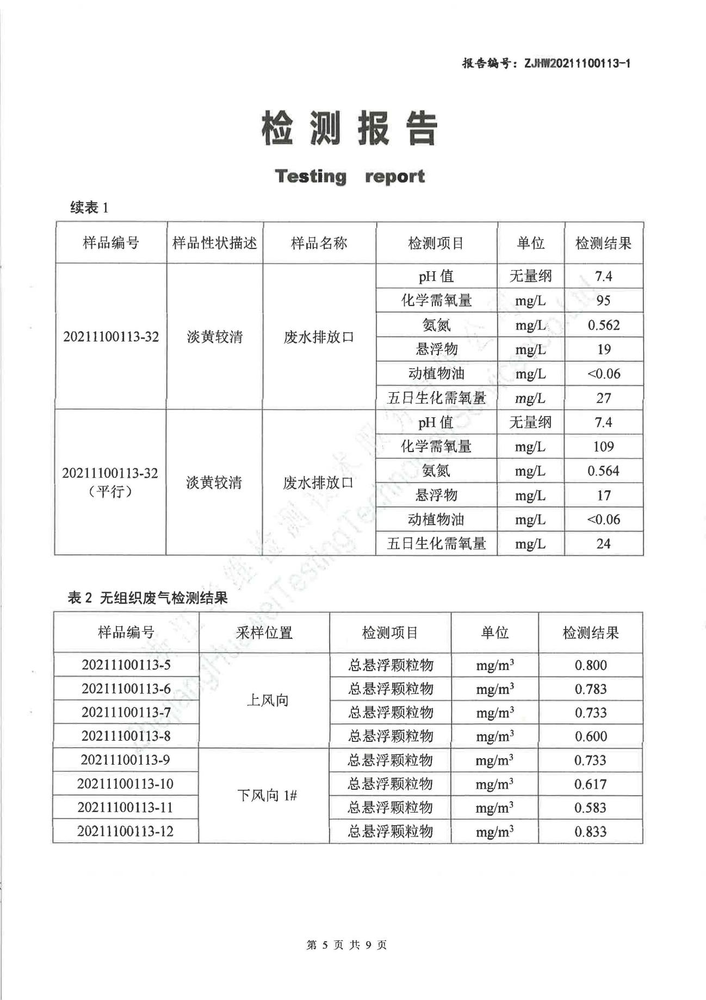 报告编号：ZJHW20211100113-1
检测报告
Testing report
续表 1
样品编号 样品性状描述 样品名称 检测项目 单位 检测结果
20211100113-32 淡黄较清 废水排放口
pH 值 无量纲 7.4
化学需氧量 mg/L 95
氨氮 mg/L 0.562
悬浮物 mg/L 19
动植物油 mg/L <0.06
五日生化需氧量 mg/L 27
20211100113-32
（平行） 淡黄较清 废水排放口
pH 值 无量纲 7.4
化学需氧量 mg/L 109
氨氮 mg/L 0.564
悬浮物 mg/L 17
动植物油 mg/L <0.06
五日生化需氧量 mg/L 24
表 2 无组织废气检测结果
样品编号 采样位置 检测项目 单位 检测结果
20211100113-5 总悬浮颗粒物 mg/m³ 0.800
20211100113-6 总悬浮颗粒物 mg/m³ 0.783
上风向
20211100113-7 总悬浮颗粒物 mg/m³ 0.733
20211100113-8 总悬浮颗粒物 mg/m³ 0.600
20211100113-9 总悬浮颗粒物 mg/m³ 0.733
20211100113-10 总悬浮颗粒物 mg/m³ 0.617
下风向 1#
20211100113-11 总悬浮颗粒物 mg/m³ 0.583
20211100113-12 总悬浮颗粒物 mg/m³ 0.833
第 5 页 共 9 页